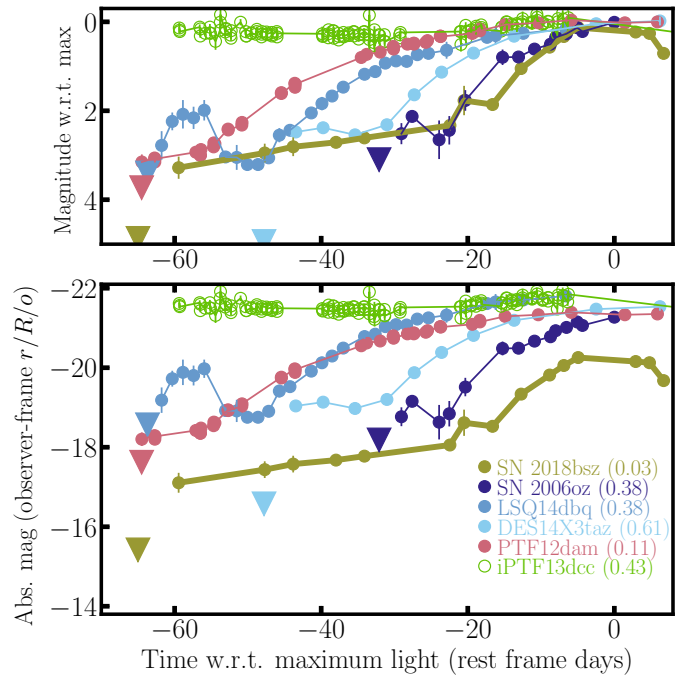 0
2
4
Magnitude w.r.t. max
−60
−40
−20
0
−22
−20
−18
−16
−14
Abs. mag (observer-frame r/R/o)
SN 2018bsz (0.03)
SN 2006oz (0.38)
LSQ14dbq (0.38)
DES14X3taz (0.61)
PTF12dam (0.11)
iPTF13dcc (0.43)
−60
−40
−20
0
Time w.r.t. maximum light (rest frame days)